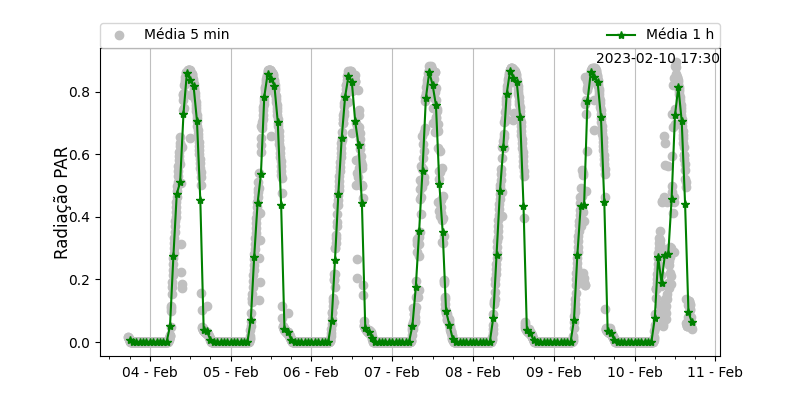 Média 5 min
Média 1 h
2023-02-10 17:30
Radiação PAR
0.8
0.6
0.4
0.2
0.0
04 - Feb
05 - Feb
06 - Feb
07 - Feb
08 - Feb
09 - Feb
10 - Feb
11 - Feb